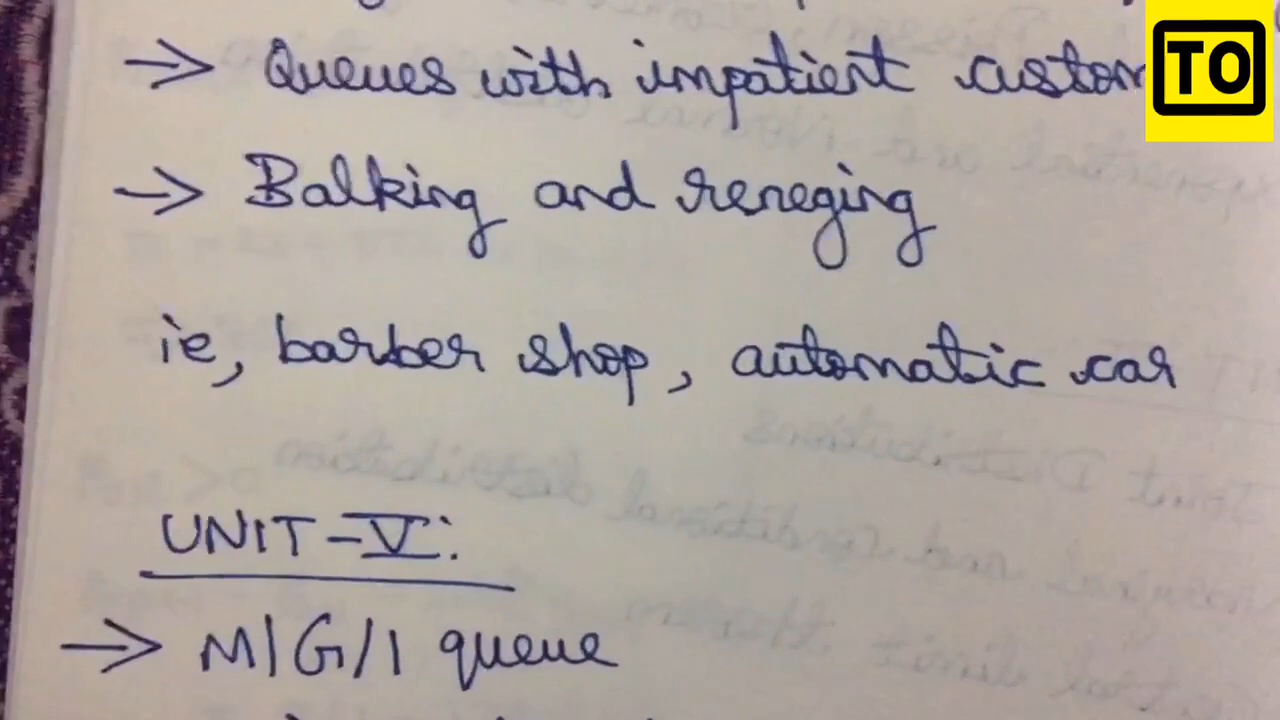 → Queues with impatient custom
TO
→ Balking and reneging
ie, barber shop, automatic car
UNIT-V:
→ M/G/1 queue